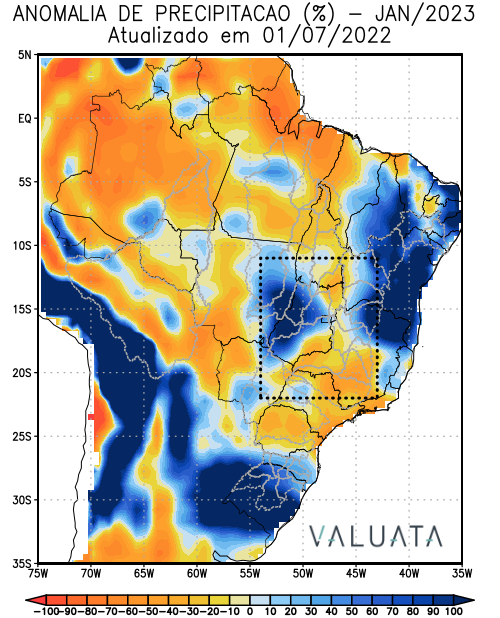 ANOMALIA DE PRECIPITACAO (%) – JAN/2023
Atualizado em 01/07/2022
5N
EQ
5S
10S
15S
20S
25S
30S
35S
75W 70W 65W 60W 55W 50W 45W 40W 35W
VALUATA
-100 -90 -80 -70 -60 -50 -40 -30 -20 -10 0 10 20 30 40 50 60 70 80 90 100